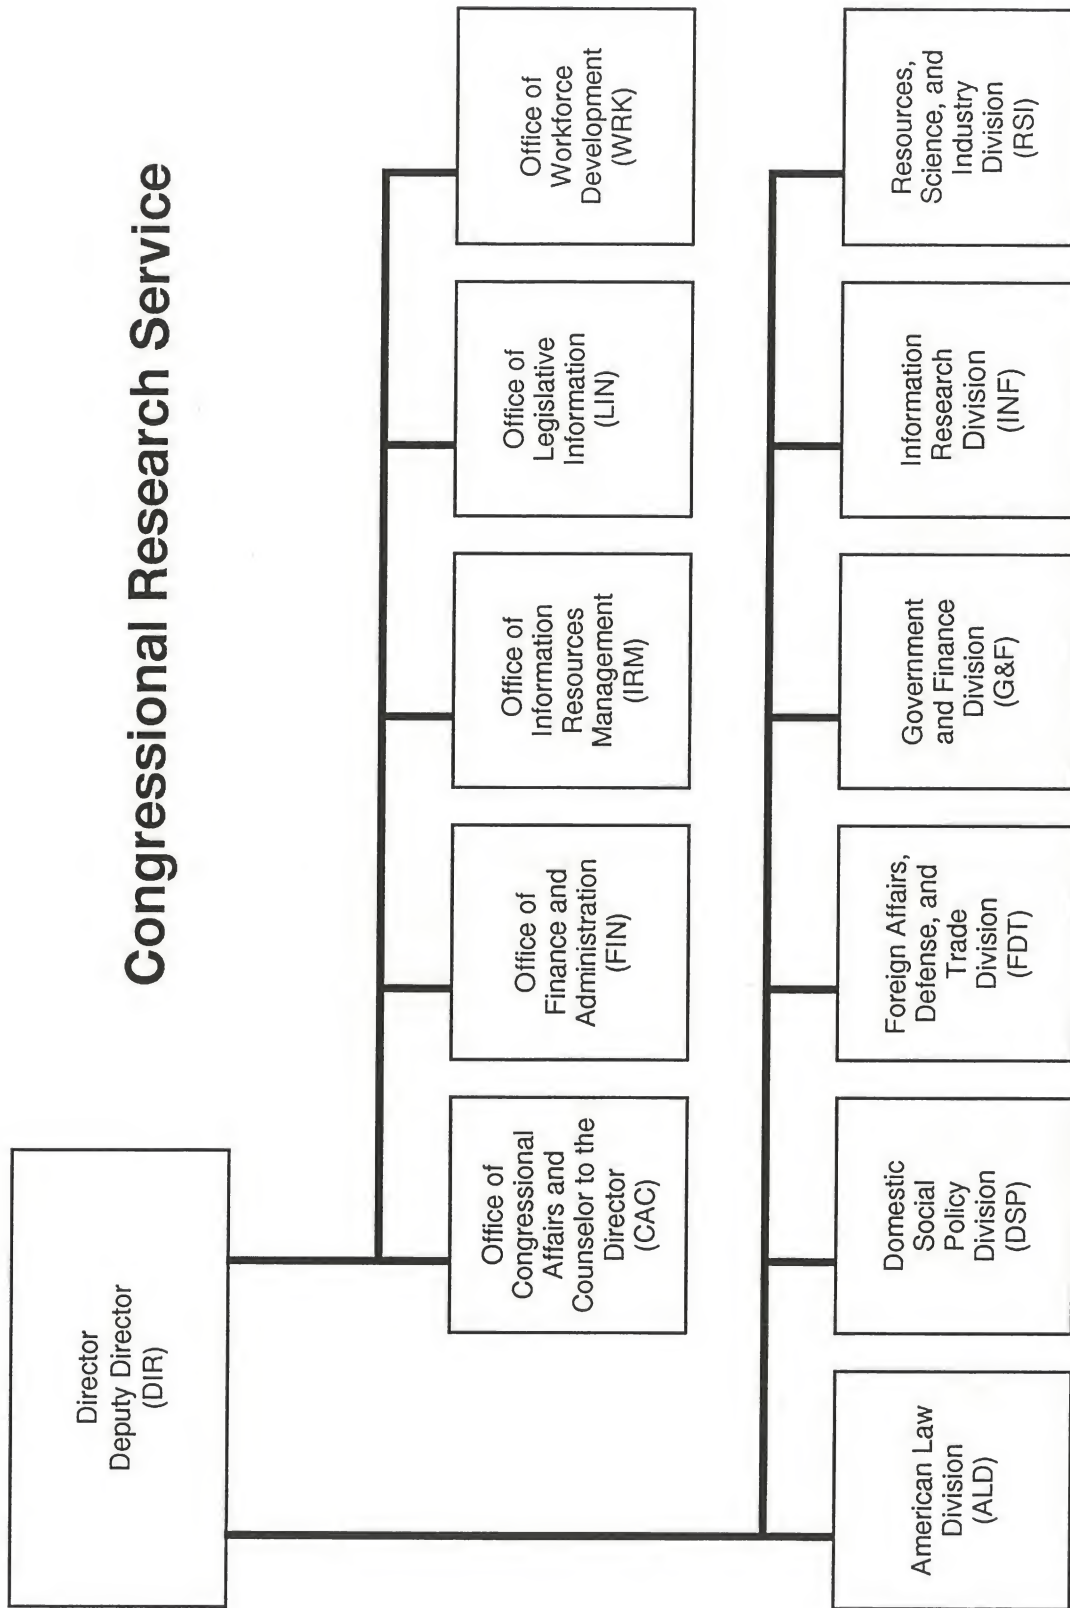 Congressional Research Service
Director
Deputy Director
(DIR)
Office of
Congressional
Affairs and
Counselor to the
Director
(CAC)
Office of
Finance and
Administration
(FIN)
Office of
Information
Resources
Management
(IRM)
Office of
Legislative
Information
(LIN)
Office of
Workforce
Development
(WRK)
American Law
Division
(ALD)
Domestic
Social
Policy
Division
(DSP)
Foreign Affairs,
Defense, and
Trade
Division
(FDT)
Government
and Finance
Division
(G&F)
Information
Research
Division
(INF)
Resources,
Science, and
Industry
Division
(RSI)